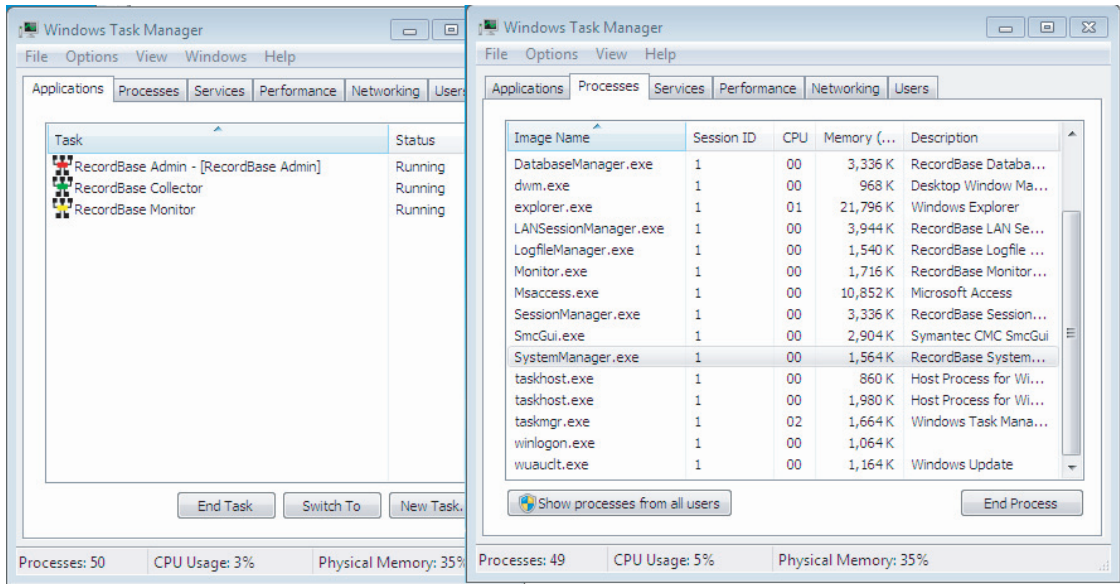 Windows Task Manager
File Options View Windows Help
Applications Processes Services Performance Networking Users
Task Status
RecordBase Admin - [RecordBase Admin] Running
RecordBase Collector Running
RecordBase Monitor Running
End Task Switch To New Task.
Processes: 50 CPU Usage: 3% Physical Memory: 35%
Windows Task Manager
File Options View Help
Applications Processes Services Performance Networking Users
Image Name Session ID CPU Memory (... Description
DatabaseManager.exe 1 00 3,336 K RecordBase Databa...
dwm.exe 1 00 968 K Desktop Window Ma...
explorer.exe 1 01 21,796 K Windows Explorer
LANSessionManager.exe 1 00 3,944 K RecordBase LAN Se...
LogfileManager.exe 1 00 1,540 K RecordBase Logfile ...
Monitor.exe 1 00 1,716 K RecordBase Monitor...
Msaccess.exe 1 00 10,852 K Microsoft Access
SessionManager.exe 1 00 3,336 K RecordBase Session...
SmcGui.exe 1 00 2,904 K Symantec CMC SmcGui
SystemManager.exe 1 00 1,564 K RecordBase System...
taskhost.exe 1 00 860 K Host Process for Wi...
taskhost.exe 1 00 1,980 K Host Process for Wi...
taskmgr.exe 1 02 1,664 K Windows Task Mana...
winlogon.exe 1 00 1,064 K
wuauclt.exe 1 00 1,164 K Windows Update
Show processes from all users End Process
Processes: 49 CPU Usage: 5% Physical Memory: 35%